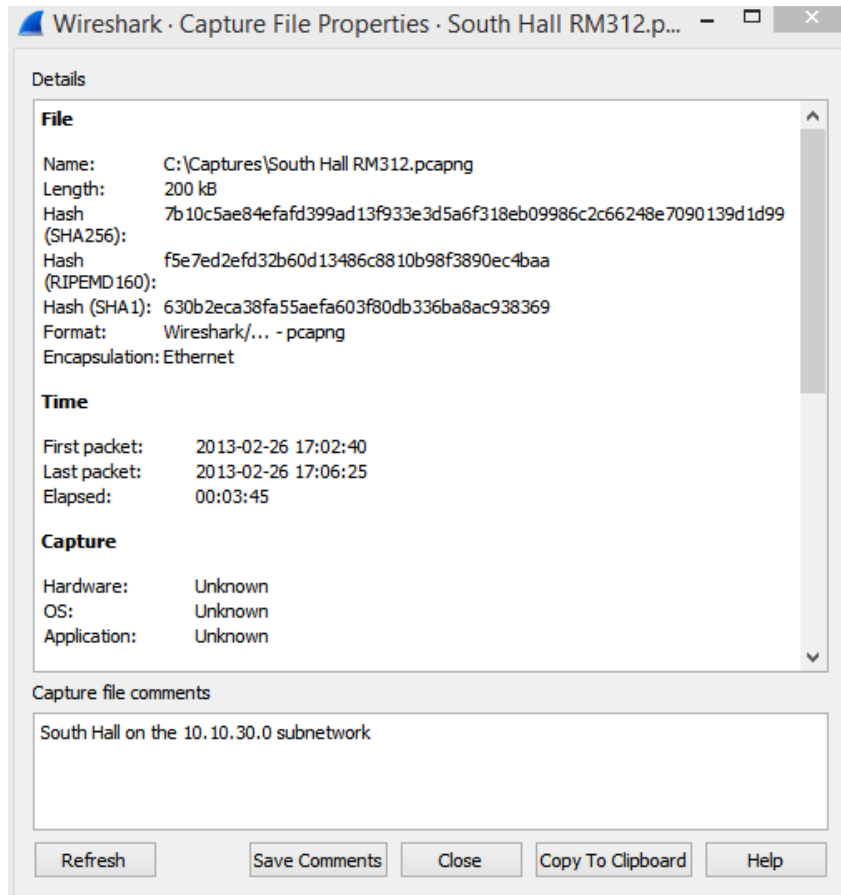 Wireshark · Capture File Properties · South Hall RM312.p...
Details
File
Name: C:\Captures\South Hall RM312.pcapng
Length: 200 kB
Hash (SHA256): 7b10c5ae84efafd399ad13f933e3d5a6f318eb09986c2c66248e7090139d1d99
Hash (RIPEMD160): f5e7ed2efd32b60d13486c8810b98f3890ec4baa
Hash (SHA1): 630b2eca38fa55aefa603f80db336ba8ac938369
Format: Wireshark/... - pcapng
Encapsulation: Ethernet
Time
First packet: 2013-02-26 17:02:40
Last packet: 2013-02-26 17:06:25
Elapsed: 00:03:45
Capture
Hardware: Unknown
OS: Unknown
Application: Unknown
Capture file comments
South Hall on the 10.10.30.0 subnetwork
Refresh Save Comments Close Copy To Clipboard Help